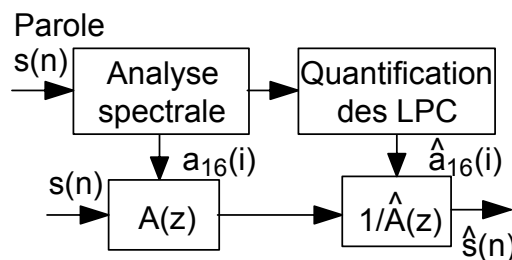 Parole
s(n)
Analyse
spectrale
Quantification
des LPC
a₁₆(i)
â₁₆(i)
s(n)
A(z)
1/Â(z)
ŝ(n)